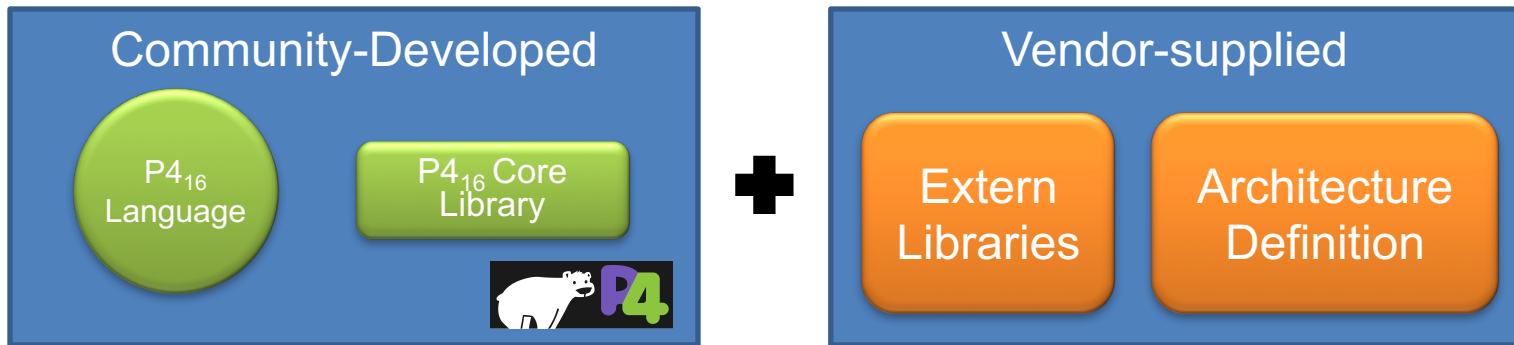 Community-Developed
P4₁₆
Language
P4₁₆ Core
Library
P4
Vendor-supplied
Extern
Libraries
Architecture
Definition